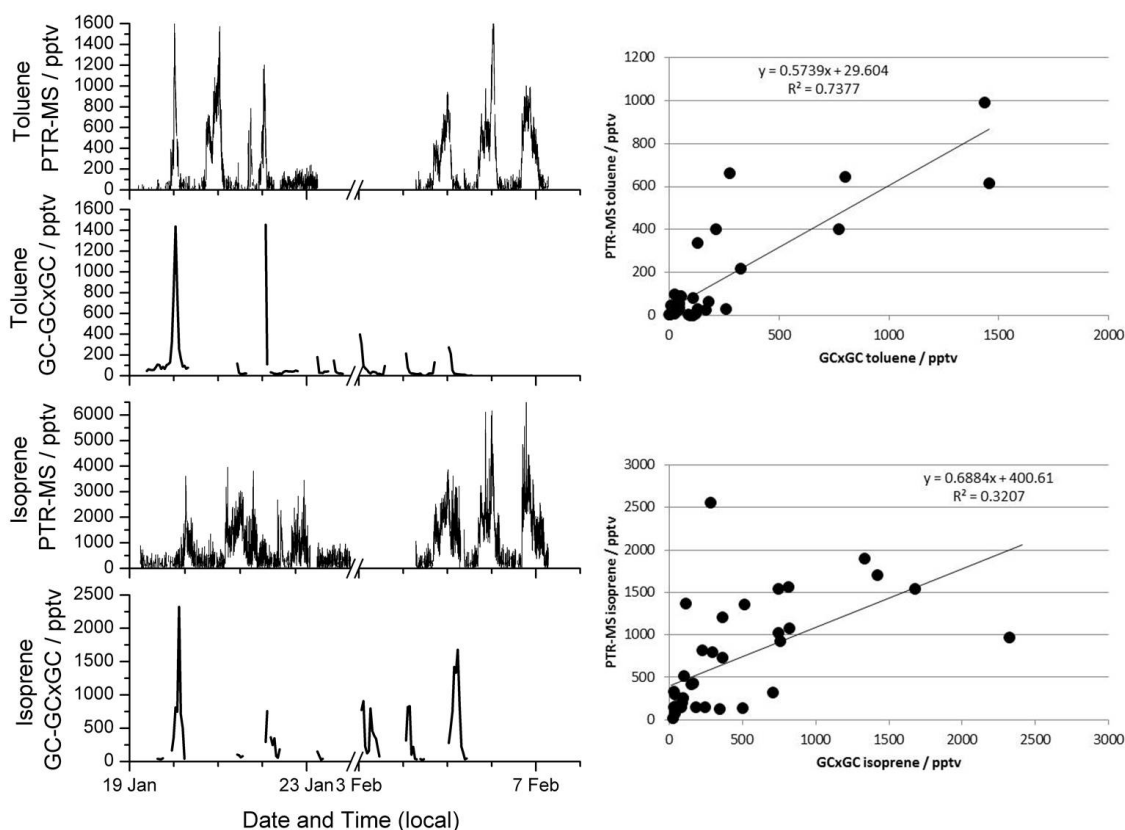 Toluene
PTR-MS / pptv
1600
1400
1200
1000
800
600
400
200
0
Toluene
GC-GCxGC / pptv
1600
1400
1200
1000
800
600
400
200
0
Isoprene
PTR-MS / pptv
6000
5000
4000
3000
2000
1000
0
Isoprene
GC-GCxGC / pptv
2500
2000
1500
1000
500
0
19 Jan
23 Jan
3 Feb
7 Feb
Date and Time (local)
PTR-MS toluene / pptv
1200
1000
800
600
400
200
0
y = 0.5739x + 29.604
R² = 0.7377
0
500
1000
1500
2000
GCxGC toluene / pptv
PTR-MS isoprene / pptv
3000
2500
2000
1500
1000
500
0
y = 0.6884x + 400.61
R² = 0.3207
0
500
1000
1500
2000
2500
3000
GCxGC isoprene / pptv